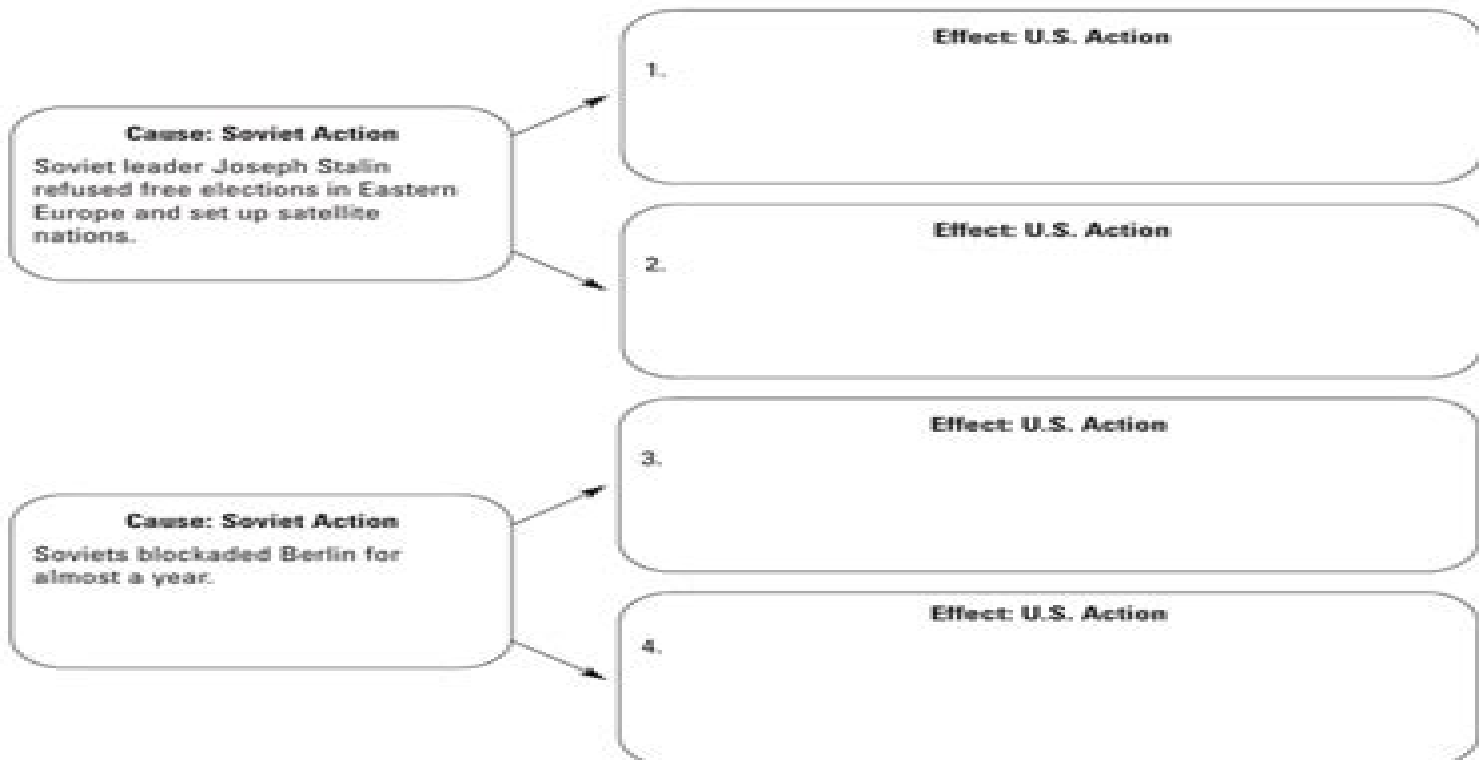 Effect: U.S. Action
1.
Cause: Soviet Action
Soviet leader Joseph Stalin
refused free elections in Eastern
Europe and set up satellite
nations.
Effect: U.S. Action
2.
Effect: U.S. Action
3.
Cause: Soviet Action
Soviets blockaded Berlin for
almost a year.
Effect: U.S. Action
4.